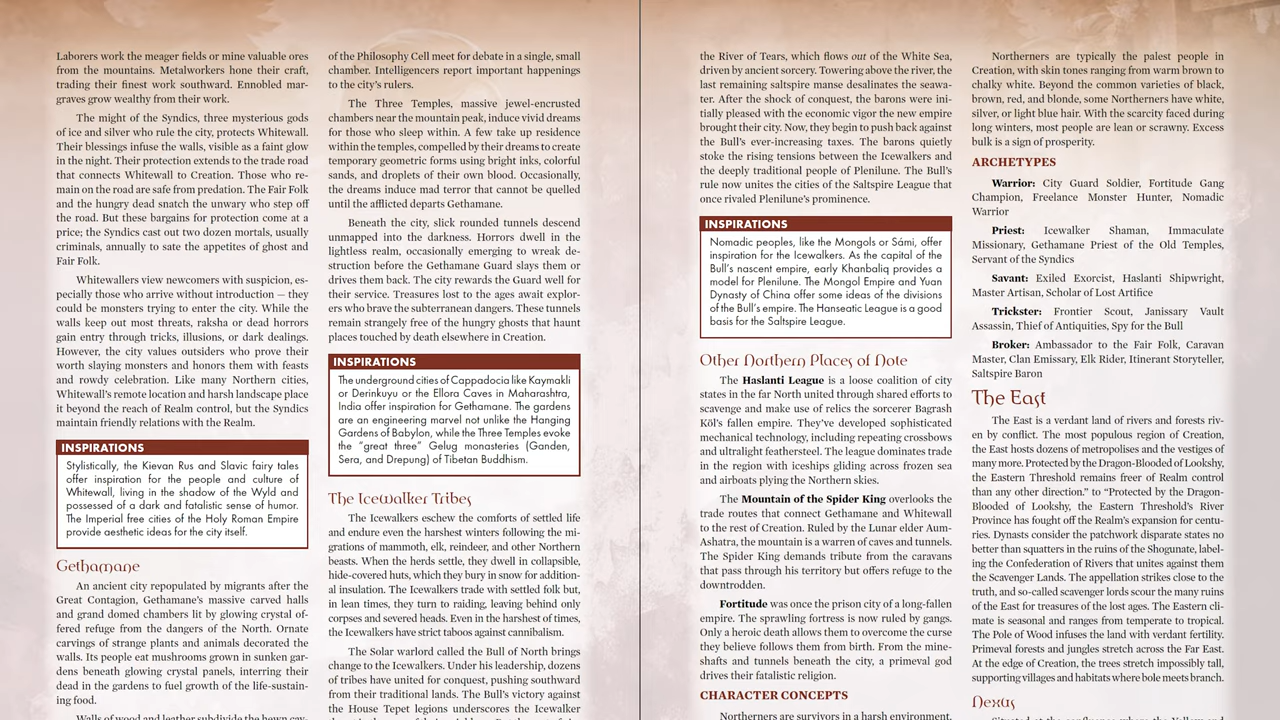 Laborers work the meager fields or mine valuable ores
from the mountains. Metalworkers hone their craft,
trading their finest work southward. Ennobled mar-
graves grow wealthy from their work.
The might of the Syndics, three mysterious gods
of ice and silver who rule the city, protects Whitewall.
Their blessings infuse the walls, visible as a faint glow
in the night. Their protection extends to the trade road
that connects Whitewall to Creation. Those who re-
main on the road are safe from predation. The Fair Folk
and the hungry dead snatch the unwary who step off
the road. But these bargains for protection come at a
price; the Syndics cast out two dozen mortals, usually
criminals, annually to sate the appetites of ghost and
Fair Folk.
Whitewallers view newcomers with suspicion, es-
pecially those who arrive without introduction — they
could be monsters trying to enter the city. While the
walls keep out most threats, raksha or dead horrors
gain entry through tricks, illusions, or dark dealings.
However, the city values outsiders who prove their
worth slaying monsters and honors them with feasts
and rowdy celebration. Like many Northern cities,
Whitewall's remote location and harsh landscape place
it beyond the reach of Realm control, but the Syndics
maintain friendly relations with the Realm.
INSPIRATIONS
Stylistically, the Kievan Rus and Slavic fairy tales
offer inspiration for the people and culture of
Whitewall, living in the shadow of the Wyld and
possessed of a dark and fatalistic sense of humor.
The Imperial free cities of the Holy Roman Empire
provide aesthetic ideas for the city itself.
Gethamane
An ancient city repopulated by migrants after the
Great Contagion, Gethamane's massive carved halls
and grand domed chambers lit by glowing crystal of-
fered refuge from the dangers of the North. Ornate
carvings of strange plants and animals decorated the
walls. Its people eat mushrooms grown in sunken gar-
dens beneath glowing crystal panels, interring their
dead in the gardens to fuel growth of the life-sustain-
ing food.
Walls of wood and leather subdivide the hewn cav-
of the Philosophy Cell meet for debate in a single, small
chamber. Intelligencers report important happenings
to the city's rulers.
The Three Temples, massive jewel-encrusted
chambers near the mountain peak, induce vivid dreams
for those who sleep within. A few take up residence
within the temples, compelled by their dreams to create
temporary geometric forms using bright inks, colorful
sands, and droplets of their own blood. Occasionally,
the dreams induce mad terror that cannot be quelled
until the afflicted departs Gethamane.
Beneath the city, slick rounded tunnels descend
unmapped into the darkness. Horrors dwell in the
lightless realm, occasionally emerging to wreak de-
struction before the Gethamane Guard slays them or
drives them back. The city rewards the Guard well for
their service. Treasures lost to the ages await explor-
ers who brave the subterranean dangers. These tunnels
remain strangely free of the hungry ghosts that haunt
places touched by death elsewhere in Creation.
INSPIRATIONS
The underground cities of Cappadocia like Kaymakli
or Derinkuyu or the Ellora Caves in Maharashtra,
India offer inspiration for Gethamane. The gardens
are an engineering marvel not unlike the Hanging
Gardens of Babylon, while the Three Temples evoke
the “great three” Gelug monasteries (Ganden,
Sera, and Drepung) of Tibetan Buddhism.
The Icewalker Tribes
The Icewalkers eschew the comforts of settled life
and endure even the harshest winters following the mi-
grations of mammoth, elk, reindeer, and other Northern
beasts. When the herds settle, they dwell in collapsible,
hide-covered huts, which they bury in snow for addition-
al insulation. The Icewalkers trade with settled folk but,
in lean times, they turn to raiding, leaving behind only
corpses and severed heads. Even in the harshest of times,
the Icewalkers have strict taboos against cannibalism.
The Solar warlord called the Bull of North brings
change to the Icewalkers. Under his leadership, dozens
of tribes have united for conquest, pushing southward
from their traditional lands. The Bull's victory against
the House Tepet legions underscores the Icewalker
the River of Tears, which flows out of the White Sea,
driven by ancient sorcery. Towering above the river, the
last remaining saltspire manse desalinates the seawa-
ter. After the shock of conquest, the barons were ini-
tially pleased with the economic vigor the new empire
brought their city. Now, they begin to push back against
the Bull's ever-increasing taxes. The barons quietly
stoke the rising tensions between the Icewalkers and
the deeply traditional people of Plenilune. The Bull's
rule now unites the cities of the Saltspire League that
once rivaled Plenilune's prominence.
INSPIRATIONS
Nomadic peoples, like the Mongols or Sámi, offer
inspiration for the Icewalkers. As the capital of the
Bull's nascent empire, early Khanbaliq provides a
model for Plenilune. The Mongol Empire and Yuan
Dynasty of China offer some ideas of the divisions
of the Bull's empire. The Hanseatic League is a good
basis for the Saltspire League.
Other Northern Places of Note
The Haslanti League is a loose coalition of city
states in the far North united through shared efforts to
scavenge and make use of relics the sorcerer Bagrash
Köl's fallen empire. They've developed sophisticated
mechanical technology, including repeating crossbows
and ultralight feathersteel. The league dominates trade
in the region with iceships gliding across frozen sea
and airboats plying the Northern skies.
The Mountain of the Spider King overlooks the
trade routes that connect Gethamane and Whitewall
to the rest of Creation. Ruled by the Lunar elder Aum-
Ashatra, the mountain is a warren of caves and tunnels.
The Spider King demands tribute from the caravans
that pass through his territory but offers refuge to the
downtrodden.
Fortitude was once the prison city of a long-fallen
empire. The sprawling fortress is now ruled by gangs.
Only a heroic death allows them to overcome the curse
they believe follows them from birth. From the mine-
shafts and tunnels beneath the city, a primeval god
drives their fatalistic religion.
CHARACTER CONCEPTS
Northerners are survivors in a harsh environment,
Northerners are typically the palest people in
Creation, with skin tones ranging from warm brown to
chalky white. Beyond the common varieties of black,
brown, red, and blonde, some Northerners have white,
silver, or light blue hair. With the scarcity faced during
long winters, most people are lean or scrawny. Excess
bulk is a sign of prosperity.
ARCHETYPES
Warrior: City Guard Soldier, Fortitude Gang
Champion, Freelance Monster Hunter, Nomadic
Warrior
Priest: Icewalker Shaman, Immaculate
Missionary, Gethamane Priest of the Old Temples,
Servant of the Syndics
Savant: Exiled Exorcist, Haslanti Shipwright,
Master Artisan, Scholar of Lost Artifice
Trickster: Frontier Scout, Janissary Vault
Assassin, Thief of Antiquities, Spy for the Bull
Broker: Ambassador to the Fair Folk, Caravan
Master, Clan Emissary, Elk Rider, Itinerant Storyteller,
Saltspire Baron
The East
The East is a verdant land of rivers and forests riv-
en by conflict. The most populous region of Creation,
the East hosts dozens of metropolises and the vestiges of
many more. Protected by the Dragon-Blooded of Lookshy,
the Eastern Threshold remains freer of Realm control
than any other direction.” to “Protected by the Dragon-
Blooded of Lookshy, the Eastern Threshold's River
Province has fought off the Realm's expansion for centu-
ries. Dynasts consider the patchwork disparate states no
better than squatters in the ruins of the Shogunate, label-
ing the Confederation of Rivers that unites against them
the Scavenger Lands. The appellation strikes close to the
truth, and so-called scavenger lords scour the many ruins
of the East for treasures of the lost ages. The Eastern cli-
mate is seasonal and ranges from temperate to tropical.
The Pole of Wood infuses the land with verdant fertility.
Primeval forests and jungles stretch across the Far East.
At the edge of Creation, the trees stretch impossibly tall,
supporting villages and habitats where bole meets branch.
Nexus